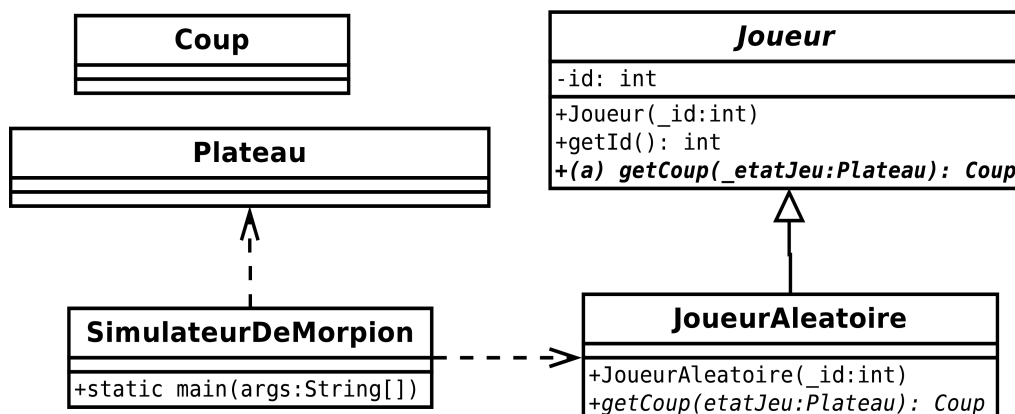 Coup
Plateau
SimulateurDeMorpion
+static main(args:String[])
Joueur
-id: int
+Joueur(_id:int)
+getId(): int
+(a) getCoup(_etatJeu:Plateau): Coup
JoueurAleatoire
+JoueurAleatoire(_id:int)
+getCoup(etatJeu:Plateau): Coup